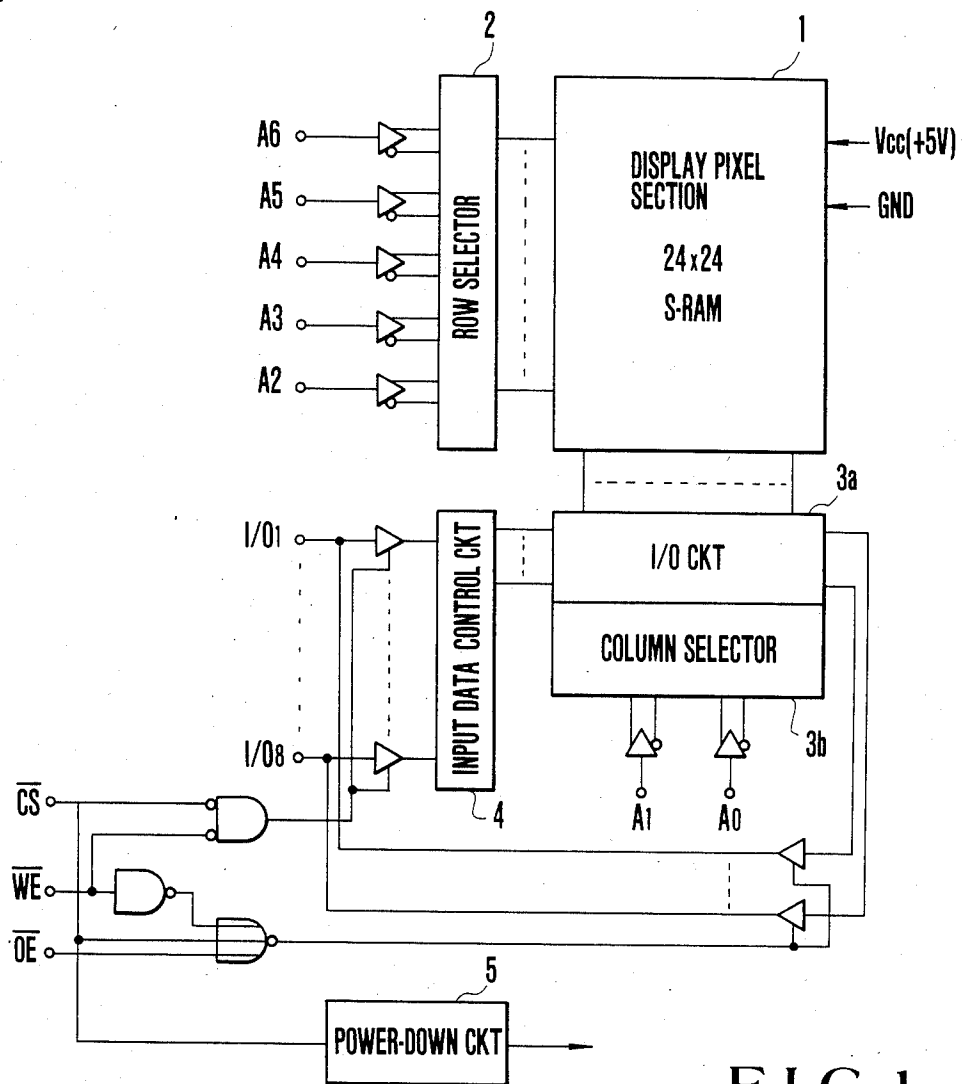 2
1
A6
A5
A4
A3
A2
ROW SELECTOR
DISPLAY PIXEL
SECTION
24x24
S-RAM
Vcc(+5V)
GND
3a
I/O1
I/O8
INPUT DATA CONTROL CKT
I/O CKT
COLUMN SELECTOR
3b
4
A1
A0
CS
WE
OE
5
POWER-DOWN CKT
FIG.1